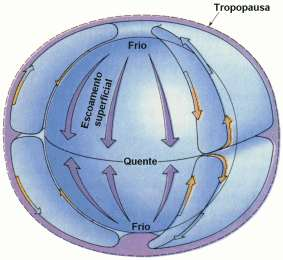 Tropopausa
Frio
Escoamento
superficial
Quente
Frio